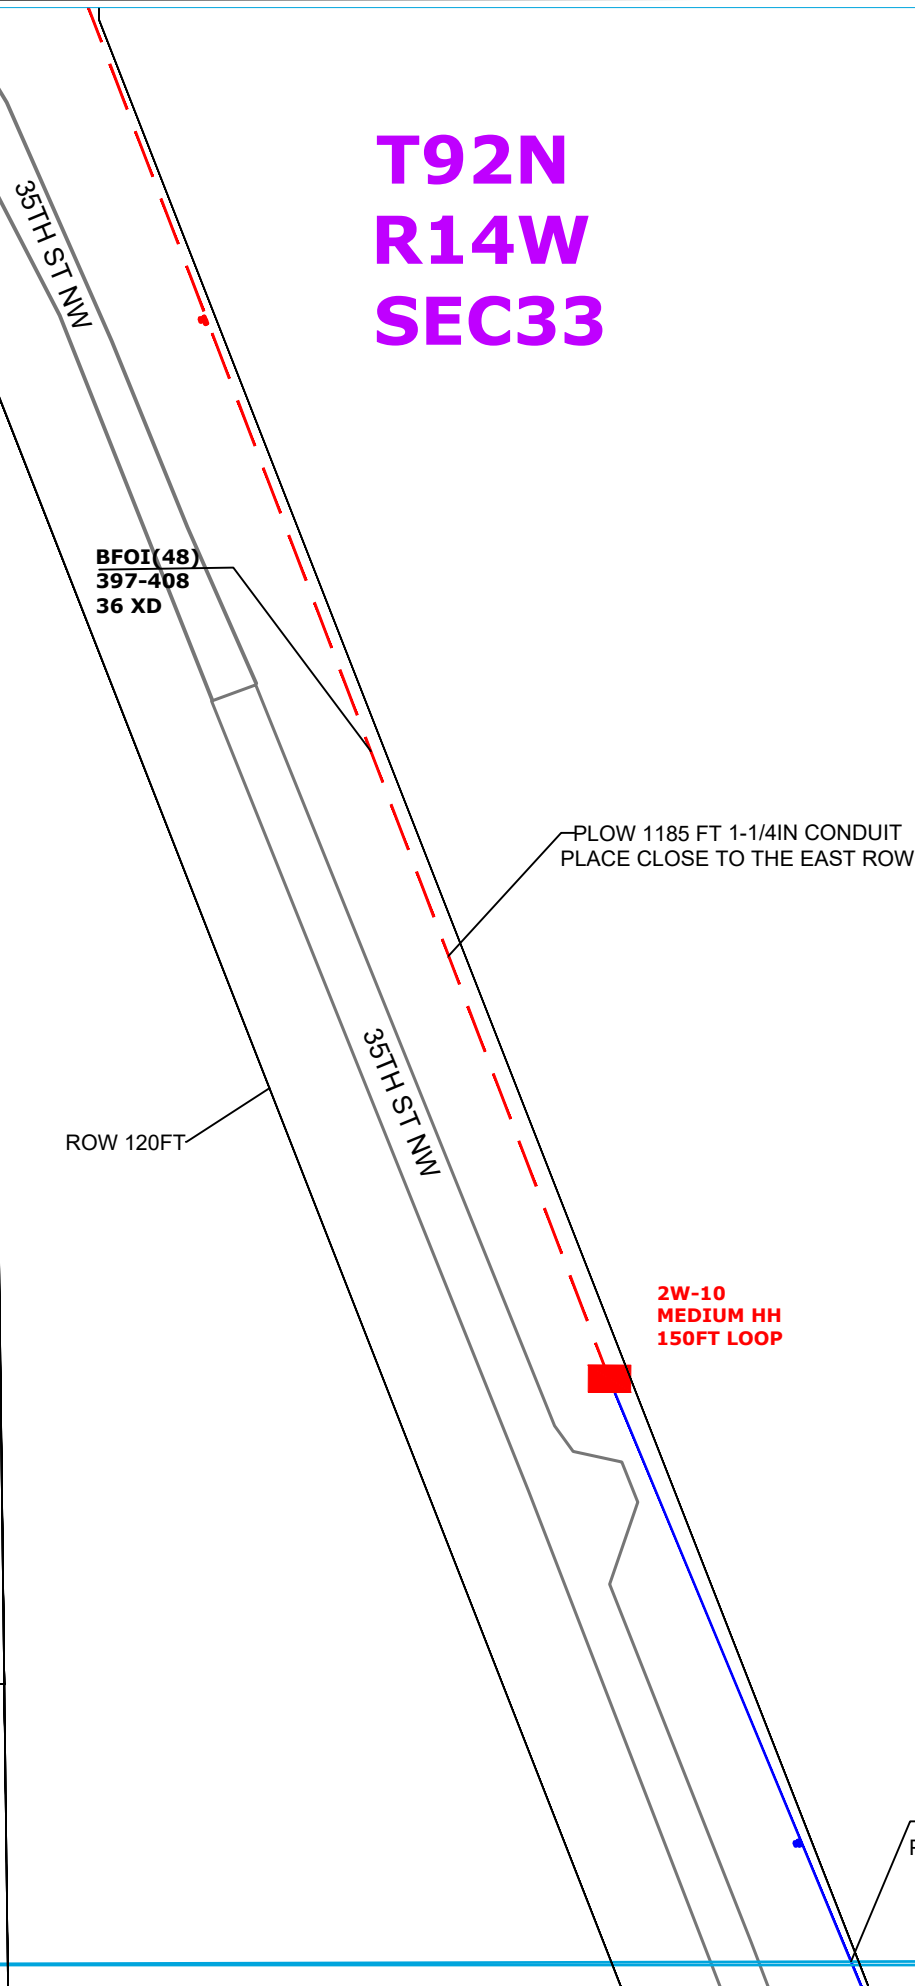 T92N
R14W
SEC33
35TH ST NW
BFOI(48)
397-408
36 XD
PLOW 1185 FT 1-1/4IN CONDUIT
PLACE CLOSE TO THE EAST ROW
35TH ST NW
ROW 120FT
2W-10
MEDIUM HH
150FT LOOP